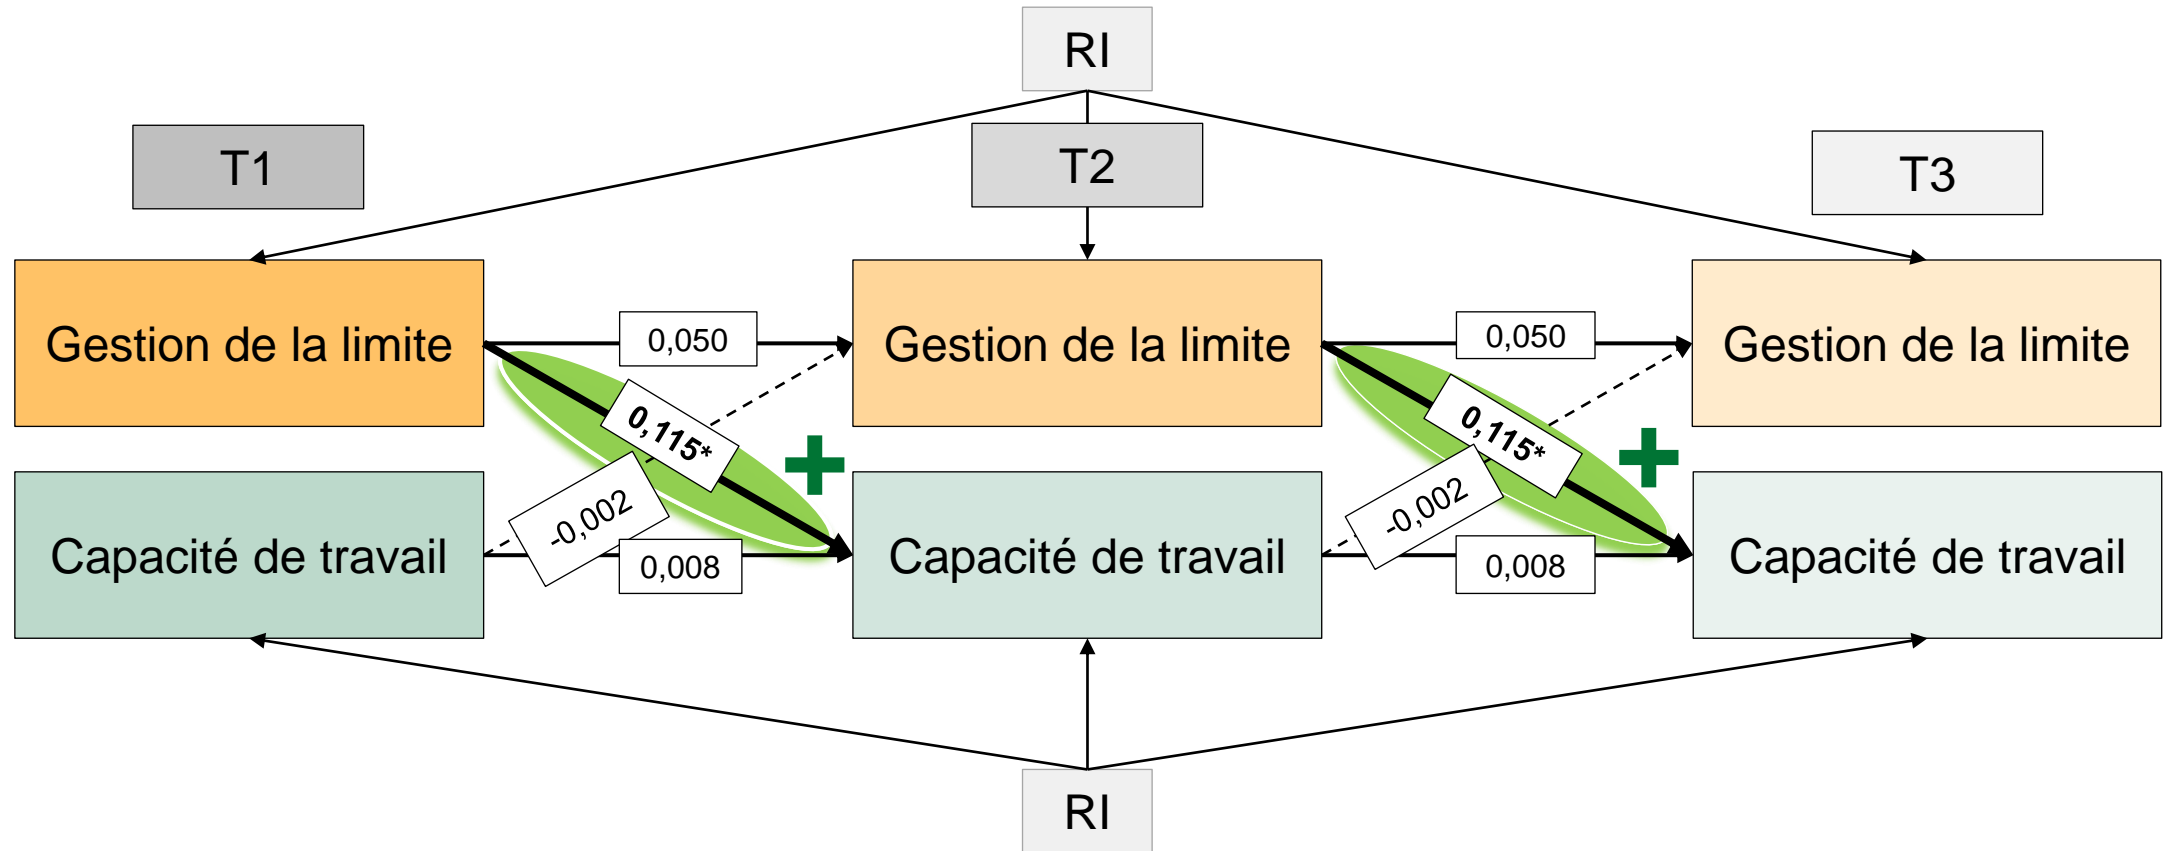 RI
T1
T2
T3
Gestion de la limite
0,050
Gestion de la limite
0,050
Gestion de la limite
0,115*
0,115*
-0,002
-0,002
Capacité de travail
0,008
Capacité de travail
0,008
Capacité de travail
RI